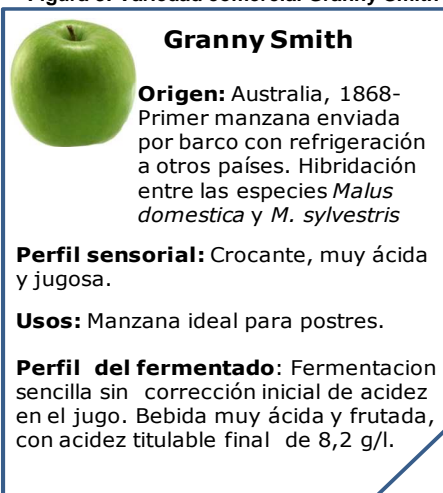 Granny Smith
Origen: Australia, 1868-
Primer manzana enviada
por barco con refrigeración
a otros países. Hibridación
entre las especies Malus
domestica y M. sylvestris
Perfil sensorial: Crocante, muy ácida
y jugosa.
Usos: Manzana ideal para postres.
Perfil del fermentado: Fermentacion
sencilla sin corrección inicial de acidez
en el jugo. Bebida muy ácida y frutada,
con acidez titulable final de 8,2 g/l.